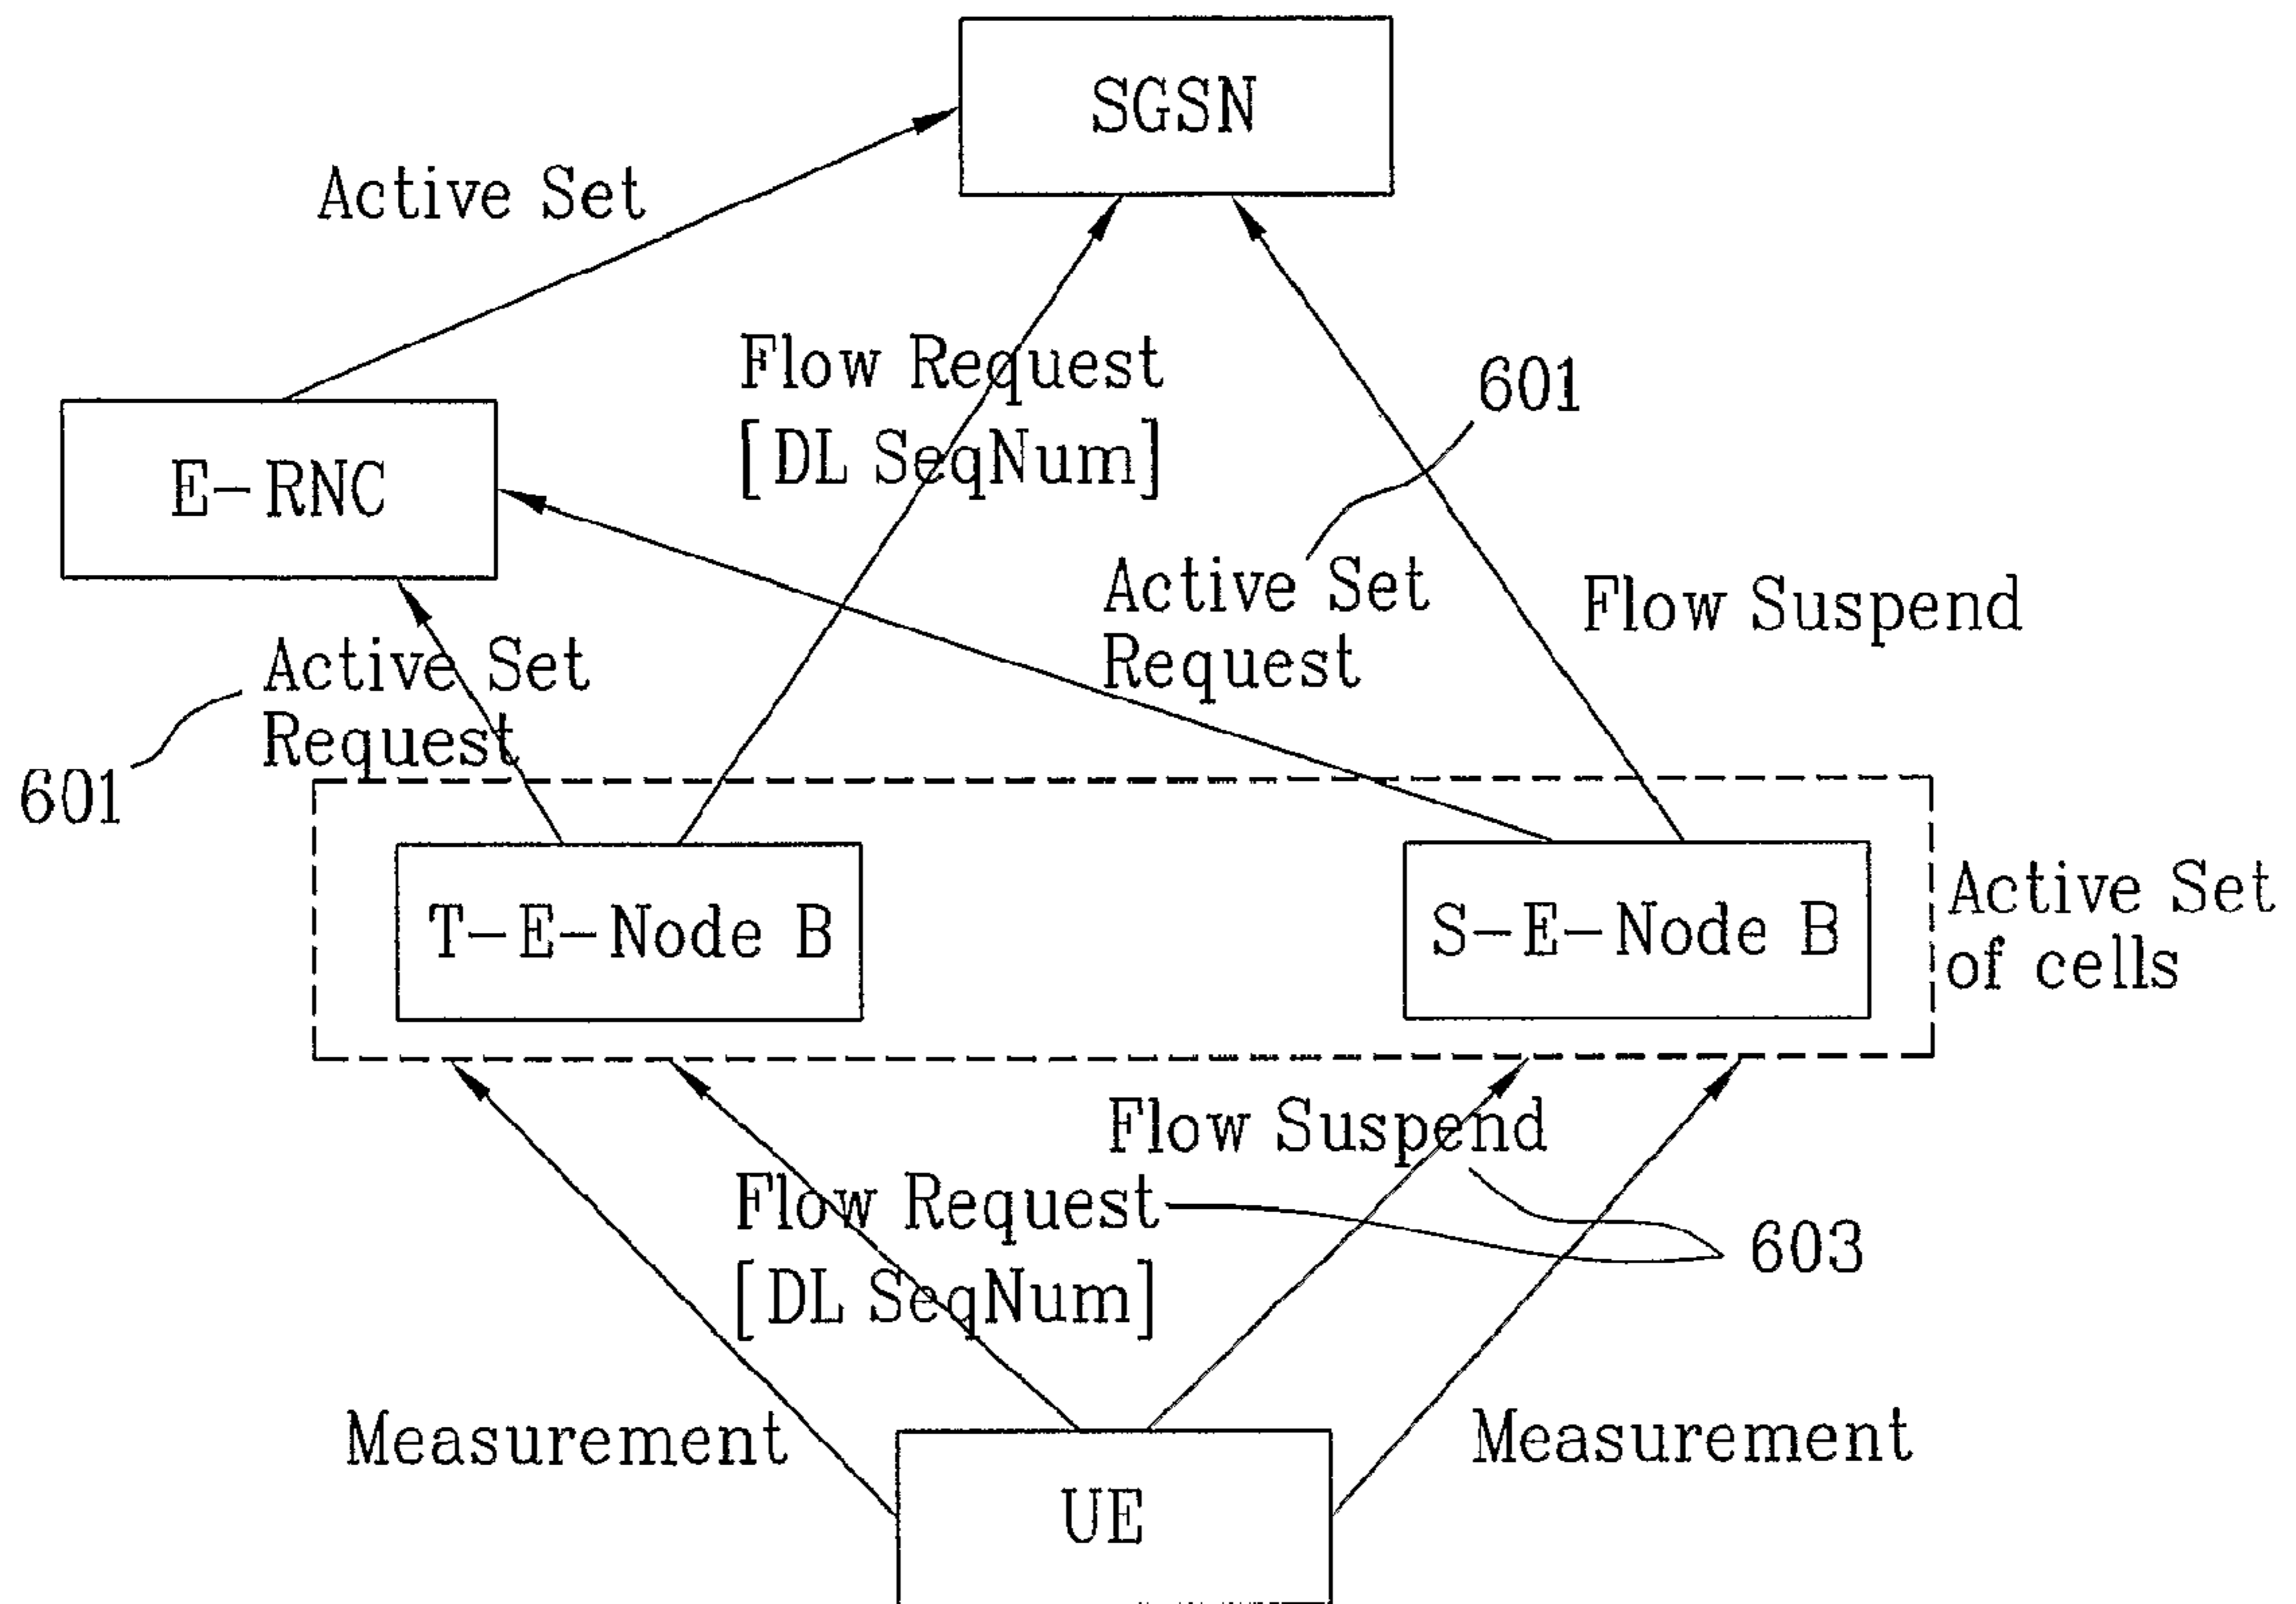 SGSN
Active Set
Flow Request
[DL SeqNum]
601
E-RNC
Active Set
Request
Flow Suspend
Active Set
Request
601
T-E-Node B
S-E-Node B
Active Set
of cells
Flow Suspend
Flow Request
[DL SeqNum]
603
Measurement
Measurement
UE